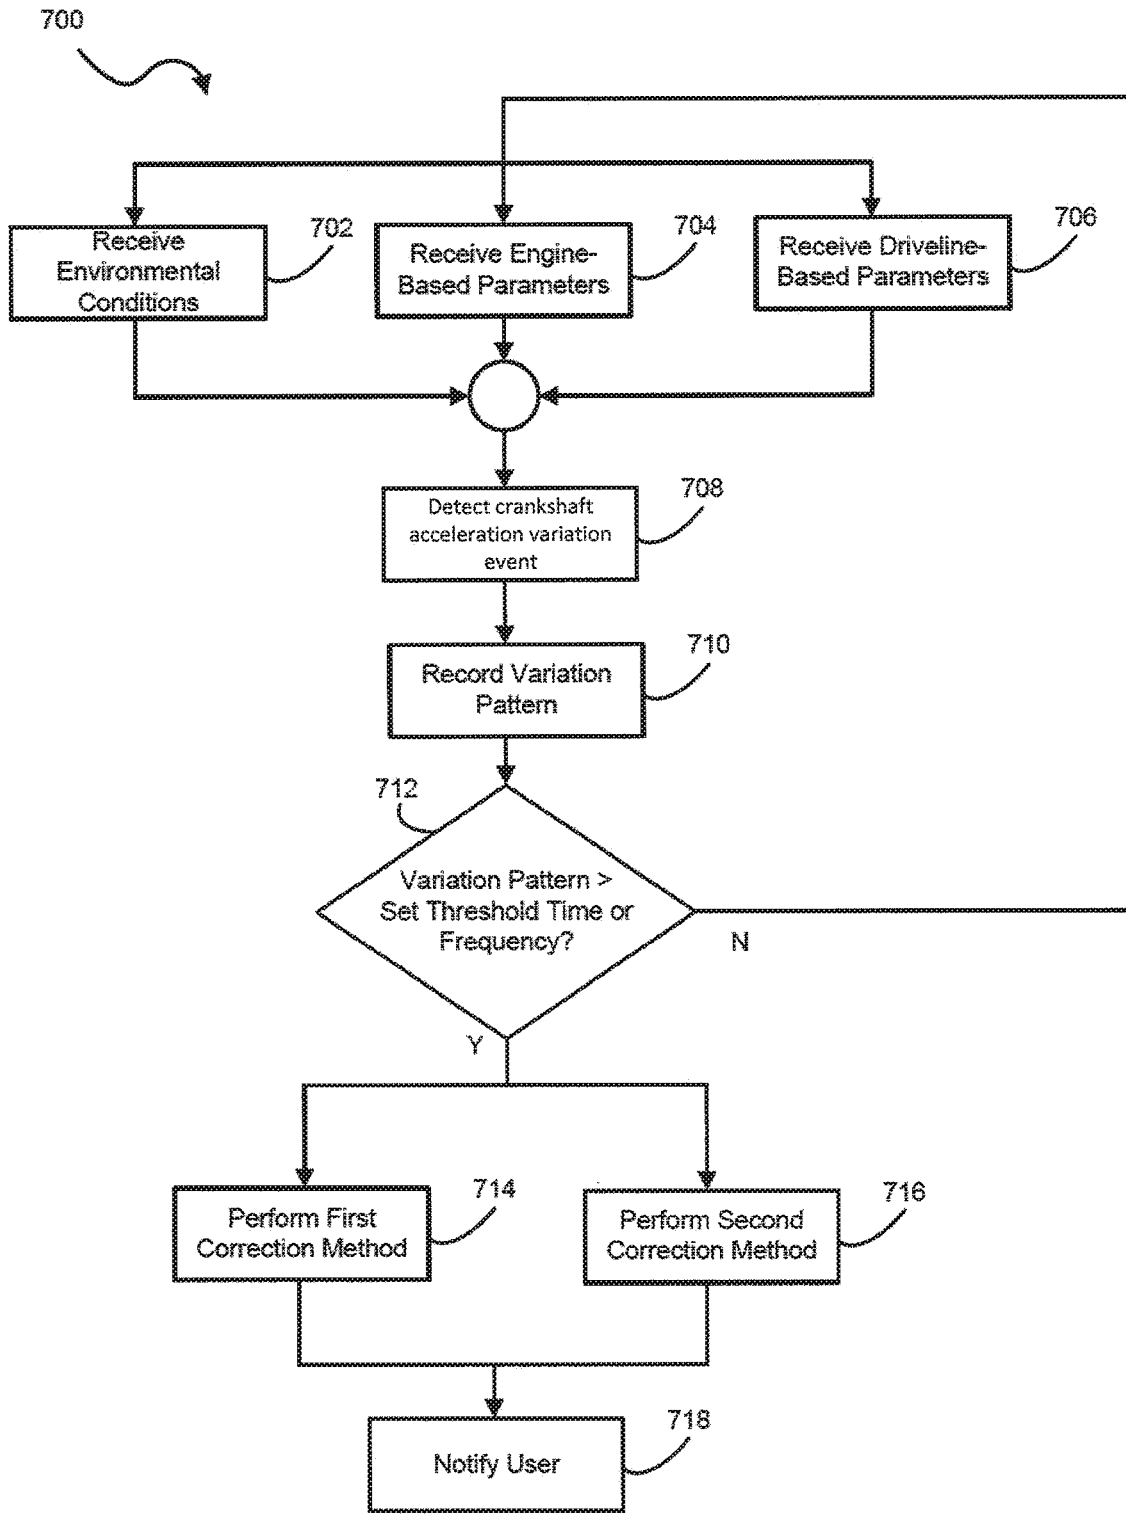 700
Receive
Environmental
Conditions
702
Receive Engine-
Based Parameters
704
Receive Driveline-
Based Parameters
706
Detect crankshaft
acceleration variation
event
708
Record Variation
Pattern
710
712
Variation Pattern >
Set Threshold Time or
Frequency?
N
Y
Perform First
Correction Method
714
Perform Second
Correction Method
716
Notify User
718